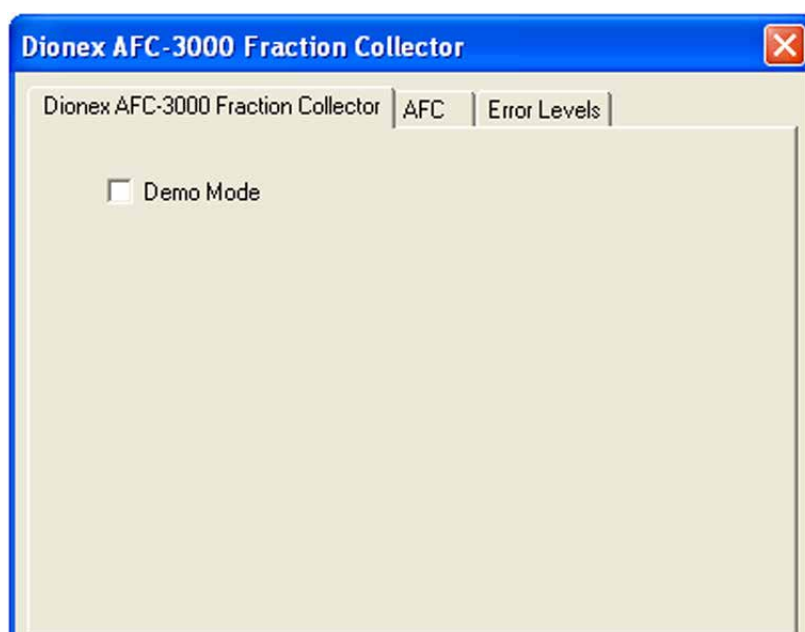 Dionex AFC-3000 Fraction Collector
Dionex AFC-3000 Fraction Collector AFC Error Levels
Demo Mode